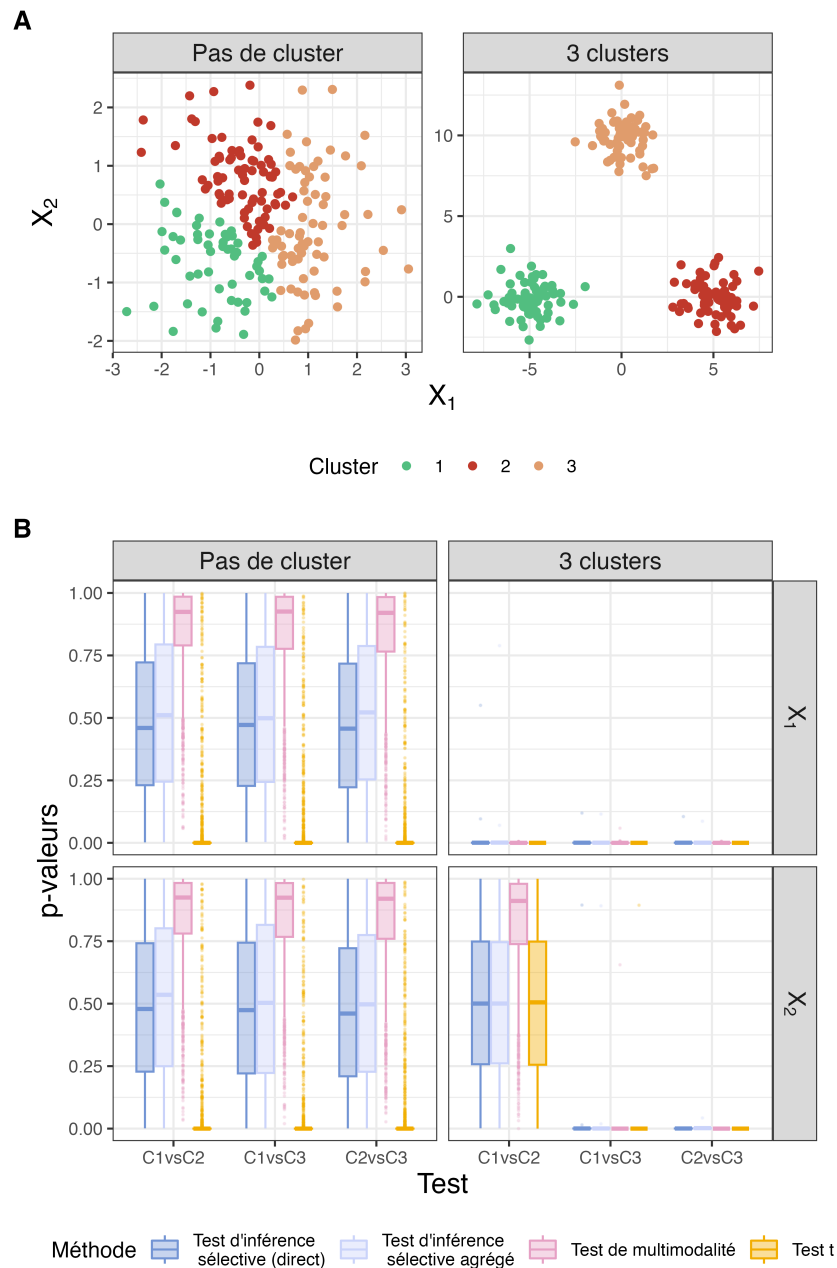 A
Pas de cluster
3 clusters
2
1
0
-1
-2
X2
10
5
0
-3
-2
-1
0
1
2
3
-5
0
5
X1
Cluster
1
2
3
B
Pas de cluster
3 clusters
p-valeurs
1.00
0.75
0.50
0.25
0.00
X1
1.00
0.75
0.50
0.25
0.00
X2
C1vsC2
C1vsC3
C2vsC3
C1vsC2
C1vsC3
C2vsC3
Test
Méthode
Test d'inférence
sélective (direct)
Test d'inférence
sélective agrégé
Test de multimodalité
Test t